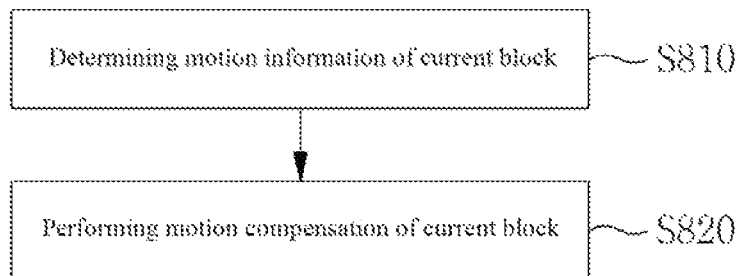 Determining motion information of current block
S810
Performing motion compensation of current block
S820